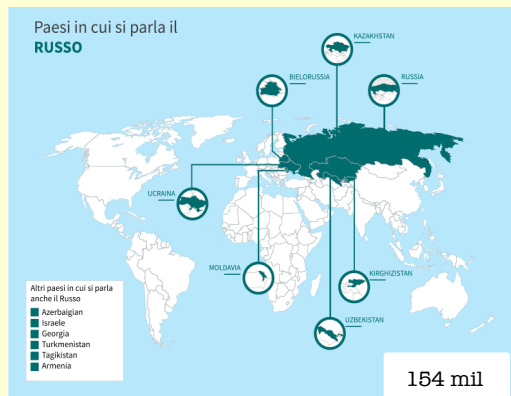 Paesi in cui si parla il
RUSSO
KAZAKHSTAN
BIELORUSSIA
RUSSIA
UCRAINA
MOLDAVIA
KIRGHIZISTAN
UZBEKISTAN
Altri paesi in cui si parla
anche il Russo
Azerbaigian
Israele
Georgia
Turkmenistan
Tagikistan
Armenia
154 mil